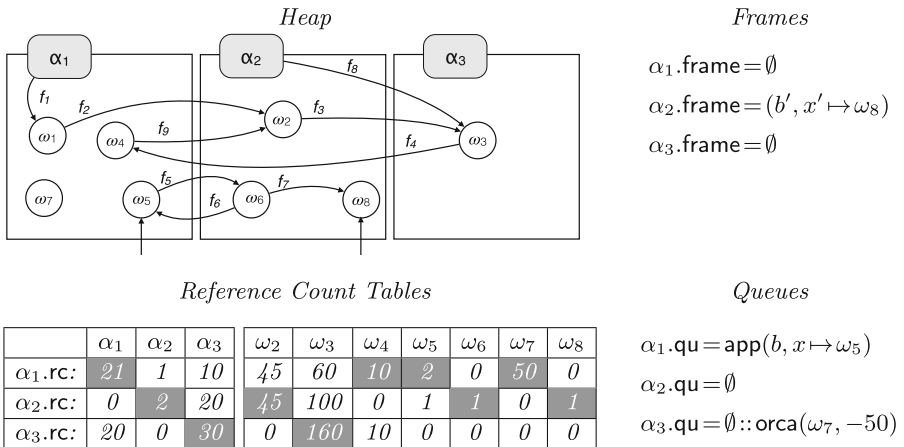 Heap
Frames
α₁ α₂ α₃
f₁ f₂ f₃ f₄ f₅ f₆ f₇ f₈ f₉
ω₁ ω₄ ω₂ ω₃
ω₇ ω₅ ω₆ ω₈
α₁.frame=∅
α₂.frame=(b′, x′↦ω₈)
α₃.frame=∅
Reference Count Tables
α₁ α₂ α₃ ω₂ ω₃ ω₄ ω₅ ω₆ ω₇ ω₈
α₁.rc: 21 1 10 45 60 10 2 0 50 0
α₂.rc: 0 2 20 45 100 0 1 1 0 1
α₃.rc: 20 0 30 0 160 10 0 0 0 0
Queues
α₁.qu=app(b, x↦ω₅)
α₂.qu=∅
α₃.qu=∅::orca(ω₇, −50)